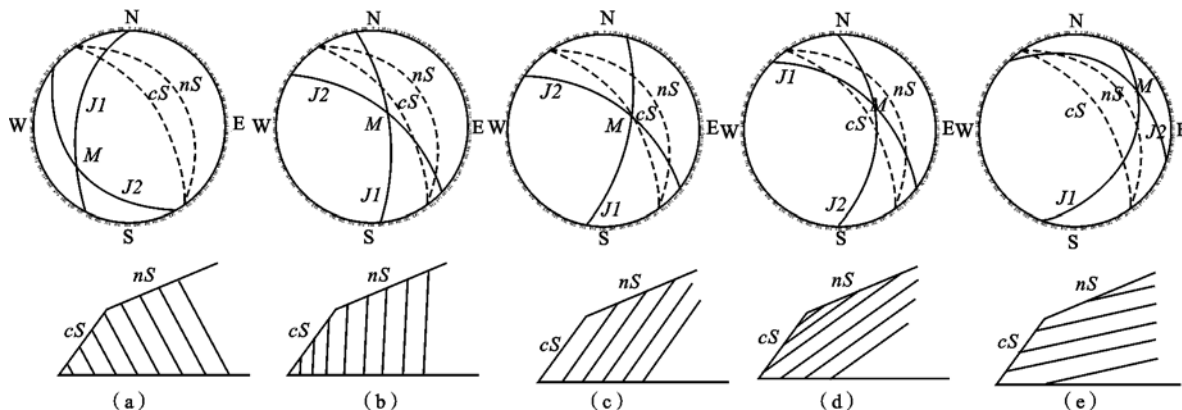 N N N N N
W J1 cS nS E
M J2
S
W J2 cS nS E
M
J1
S
W J2 nS E
M cS
J1
S
W J1 nS E
M
cS
J2
S
W cS nS M E
J2
J1
S
nS nS nS nS nS
cS cS cS cS cS
(a) (b) (c) (d) (e)